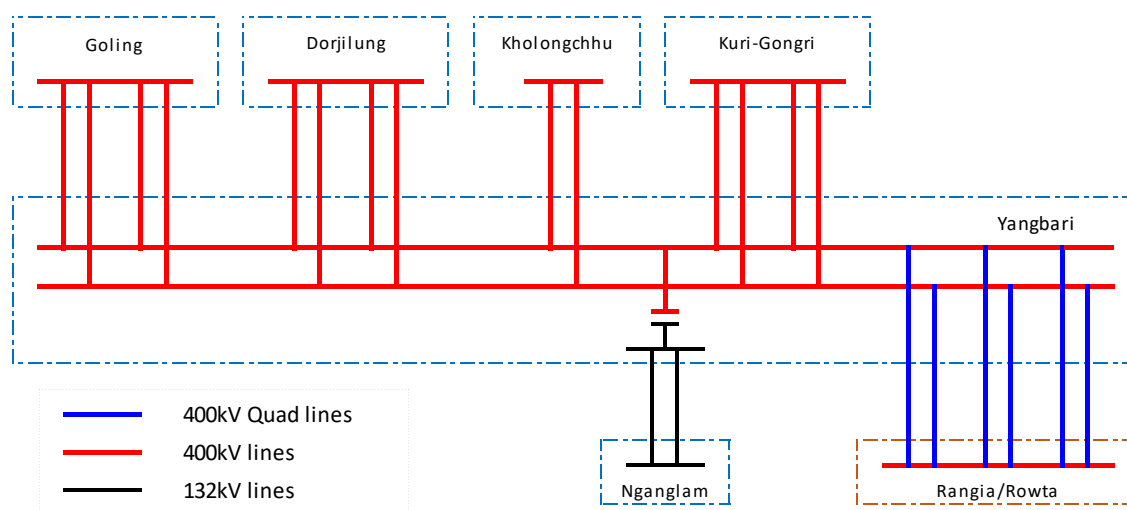 Goling
Dorjilung
Kholongchhu
Kuri-Gongri
Yangbari
400kV Quad lines
400kV lines
132kV lines
Nganglam
Rangia/Rowta